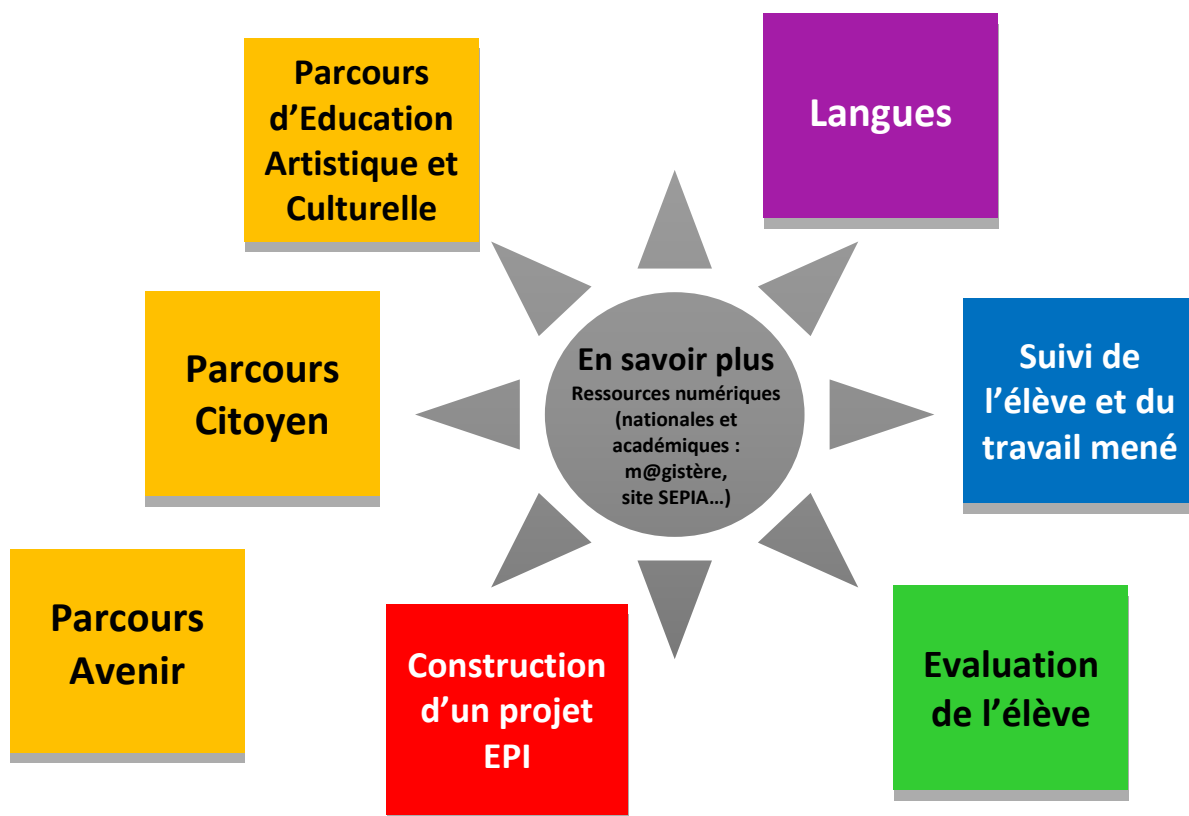 Parcours
d’Education
Artistique et
Culturelle
Langues
Parcours
Citoyen
En savoir plus
Ressources numériques
(nationales et
académiques :
m@gistère,
site SEPIA…)
Suivi de
l’élève et du
travail mené
Parcours
Avenir
Construction
d’un projet
EPI
Evaluation
de l’élève